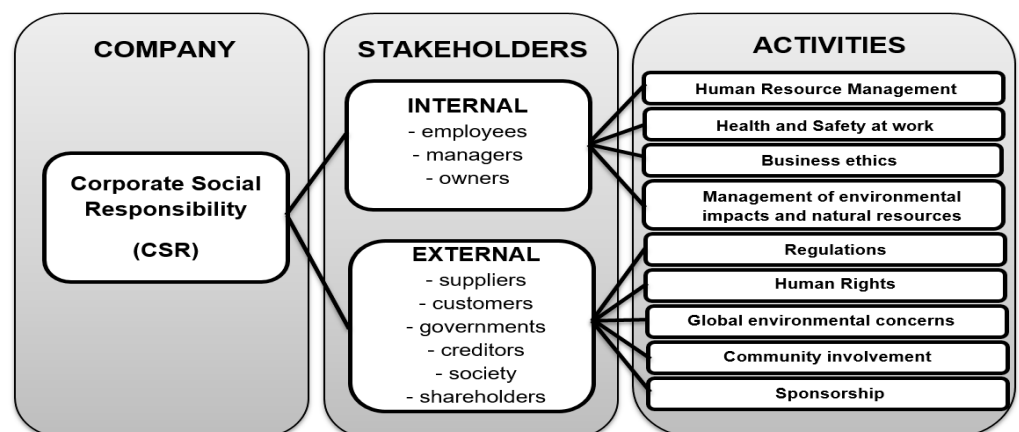 COMPANY
Corporate Social
Responsibility
(CSR)
STAKEHOLDERS
INTERNAL
- employees
- managers
- owners
EXTERNAL
- suppliers
- customers
- governments
- creditors
- society
- shareholders
ACTIVITIES
Human Resource Management
Health and Safety at work
Business ethics
Management of environmental
impacts and natural resources
Regulations
Human Rights
Global environmental concerns
Community involvement
Sponsorship